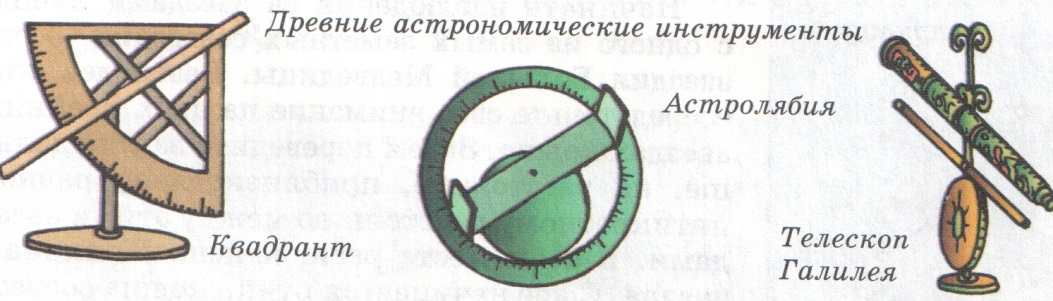 Древние астрономические инструменты
Астролябия
Квадрант
Телескоп
Галилея